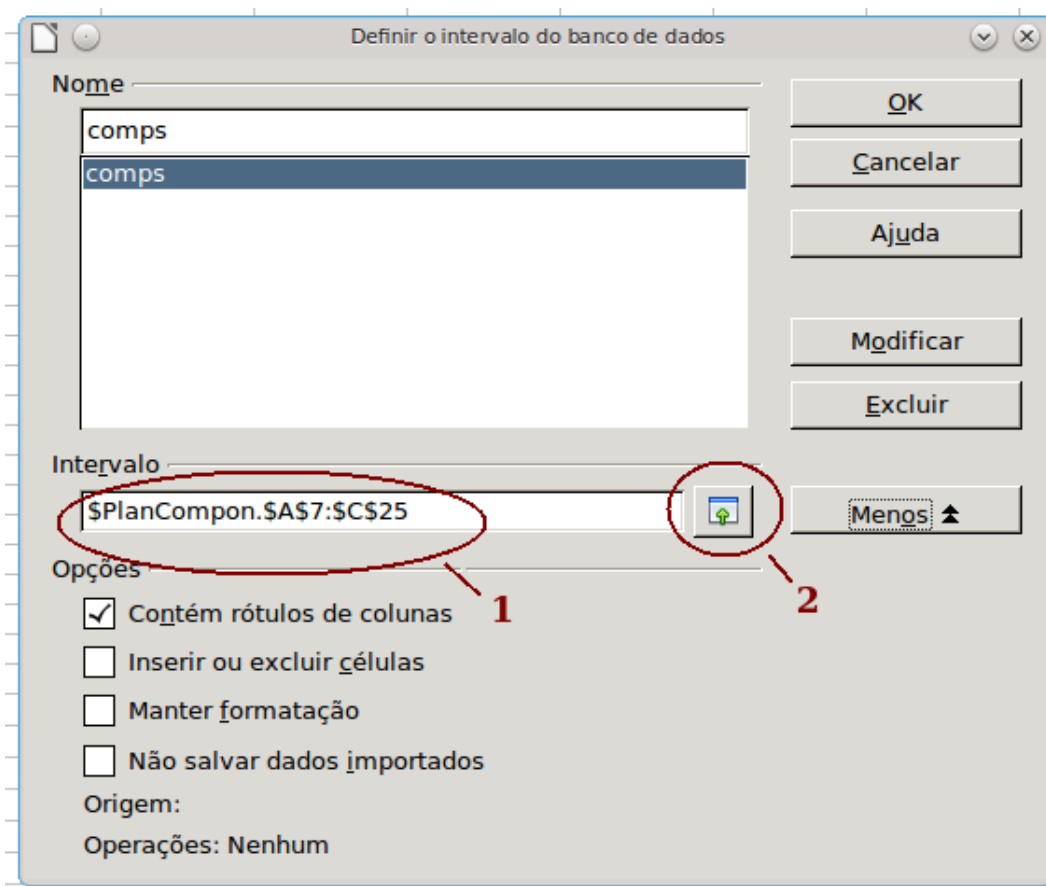 Definir o intervalo do banco de dados
Nome
comps
comps
OK
Cancelar
Ajuda
Modificar
Excluir
Intervalo
$PlanCompon.$A$7:$C$25
Menos
Opções
1
2
Contém rótulos de colunas
Inserir ou excluir células
Manter formatação
Não salvar dados importados
Origem:
Operações: Nenhum